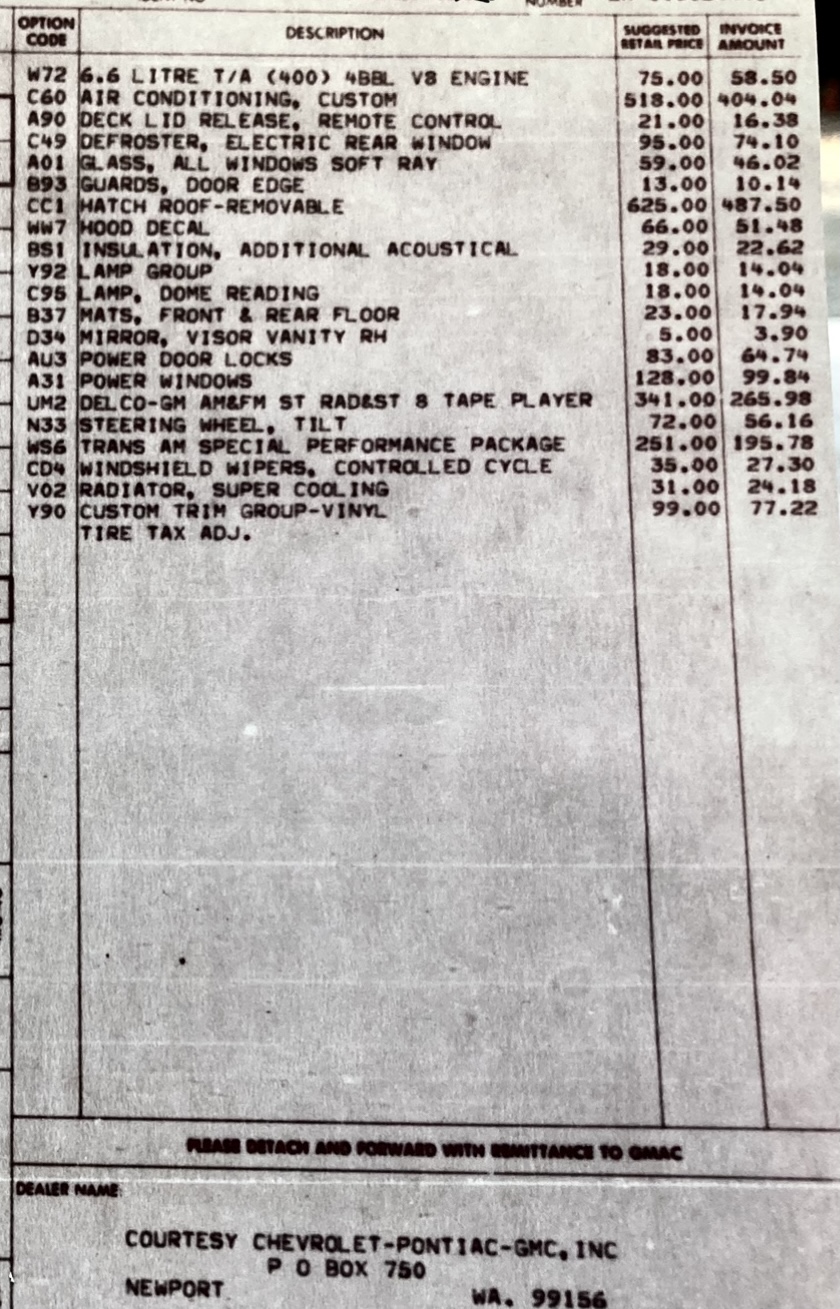 NUMBER
OPTION CODE DESCRIPTION SUGGESTED RETAIL PRICE INVOICE AMOUNT
W72 6.6 LITRE T/A (400) 4BBL V8 ENGINE 75.00 58.50
C60 AIR CONDITIONING, CUSTOM 518.00 404.04
A90 DECK LID RELEASE, REMOTE CONTROL 21.00 16.38
C49 DEFROSTER, ELECTRIC REAR WINDOW 95.00 74.10
A01 GLASS, ALL WINDOWS SOFT RAY 59.00 46.02
B93 GUARDS, DOOR EDGE 13.00 10.14
CC1 HATCH ROOF-REMOVABLE 625.00 487.50
WW7 HOOD DECAL 66.00 51.48
BS1 INSULATION, ADDITIONAL ACOUSTICAL 29.00 22.62
Y92 LAMP GROUP 18.00 14.04
C95 LAMP, DOME READING 18.00 14.04
B37 MATS, FRONT & REAR FLOOR 23.00 17.94
D34 MIRROR, VISOR VANITY RH 5.00 3.90
AU3 POWER DOOR LOCKS 83.00 64.74
A31 POWER WINDOWS 128.00 99.84
UM2 DELCO-GM AM&FM ST RAD&ST 8 TAPE PLAYER 341.00 265.98
N33 STEERING WHEEL, TILT 72.00 56.16
WS6 TRANS AM SPECIAL PERFORMANCE PACKAGE 251.00 195.78
CD4 WINDSHIELD WIPERS, CONTROLLED CYCLE 35.00 27.30
V02 RADIATOR, SUPER COOLING 31.00 24.18
Y90 CUSTOM TRIM GROUP-VINYL 99.00 77.22
TIRE TAX ADJ.
PLEASE DETACH AND FORWARD WITH REMITTANCE TO GMAC
DEALER NAME:
COURTESY CHEVROLET-PONTIAC-GMC, INC
P O BOX 750
NEWPORT WA. 99156